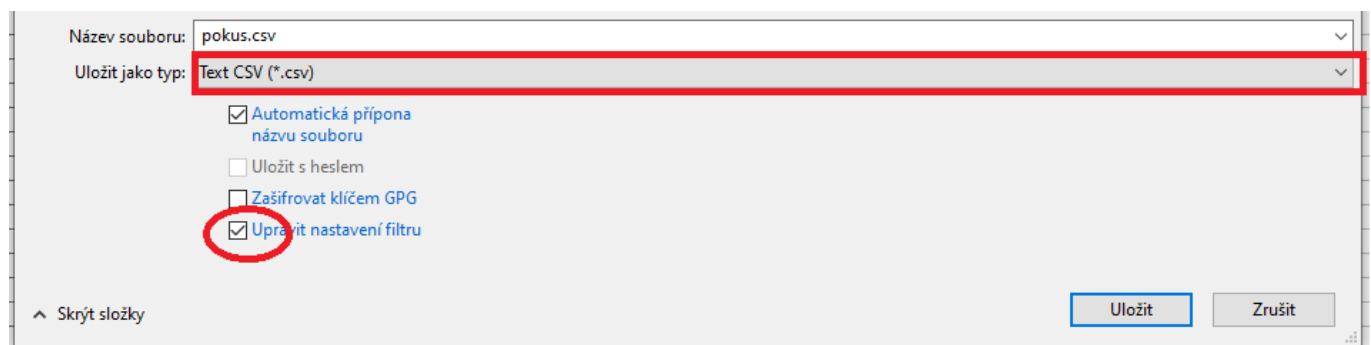 Název souboru: pokus.csv
Uložit jako typ: Text CSV (*.csv)
Automatická přípona
názvu souboru
Uložit s heslem
Zašifrovat klíčem GPG
Upravit nastavení filtru
Skrýt složky Uložit Zrušit